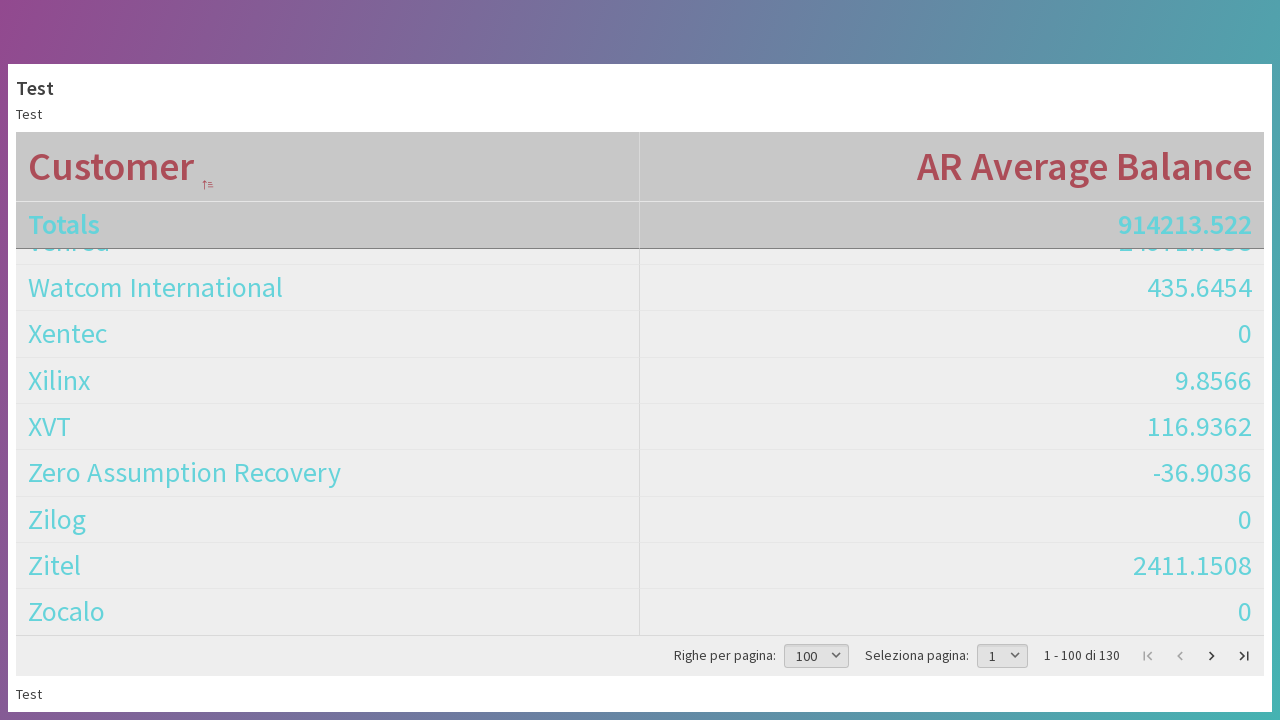 Test
Test
Customer AR Average Balance
Totals 914213.522
Watcom International 435.6454
Xentec 0
Xilinx 9.8566
XVT 116.9362
Zero Assumption Recovery -36.9036
Zilog 0
Zitel 2411.1508
Zocalo 0
Righe per pagina: 100 Seleziona pagina: 1 1 - 100 di 130
Test